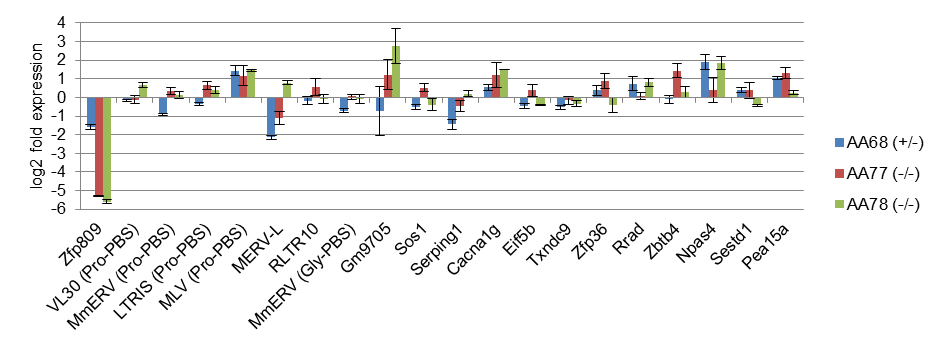 log2 fold expression
4
3
2
1
0
-1
-2
-3
-4
-5
-6
Zfp809
VL30 (Pro-PBS)
MmERV (Pro-PBS)
LTRIS (Pro-PBS)
MLV (Pro-PBS)
MERV-L
RLTR10
MmERV (Gly-PBS)
Gm9705
Sos1
Serping1
Cacna1g
Eif5b
Txndc9
Zfp36
Rrad
Zbtb4
Npas4
Sestd1
Pea15a
AA68 (+/-)
AA77 (-/-)
AA78 (-/-)